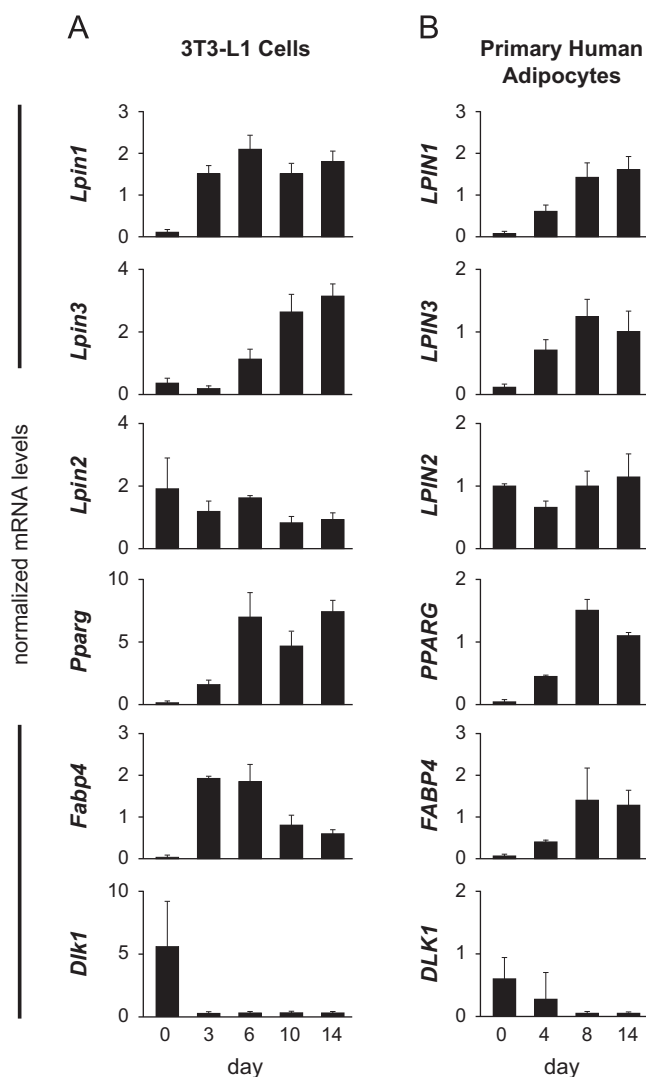 A
B
3T3-L1 Cells
Primary Human
Adipocytes
normalized mRNA levels
Lpin1
3
2
1
0
LPIN1
3
2
1
0
Lpin3
4
2
0
LPIN3
2
1
0
Lpin2
4
2
0
LPIN2
2
1
0
Pparg
10
5
0
PPARG
2
1
0
Fabp4
3
2
1
0
FABP4
3
2
1
0
Dlk1
10
5
0
DLK1
2
1
0
0 3 6 10 14
0 4 8 14
day
day